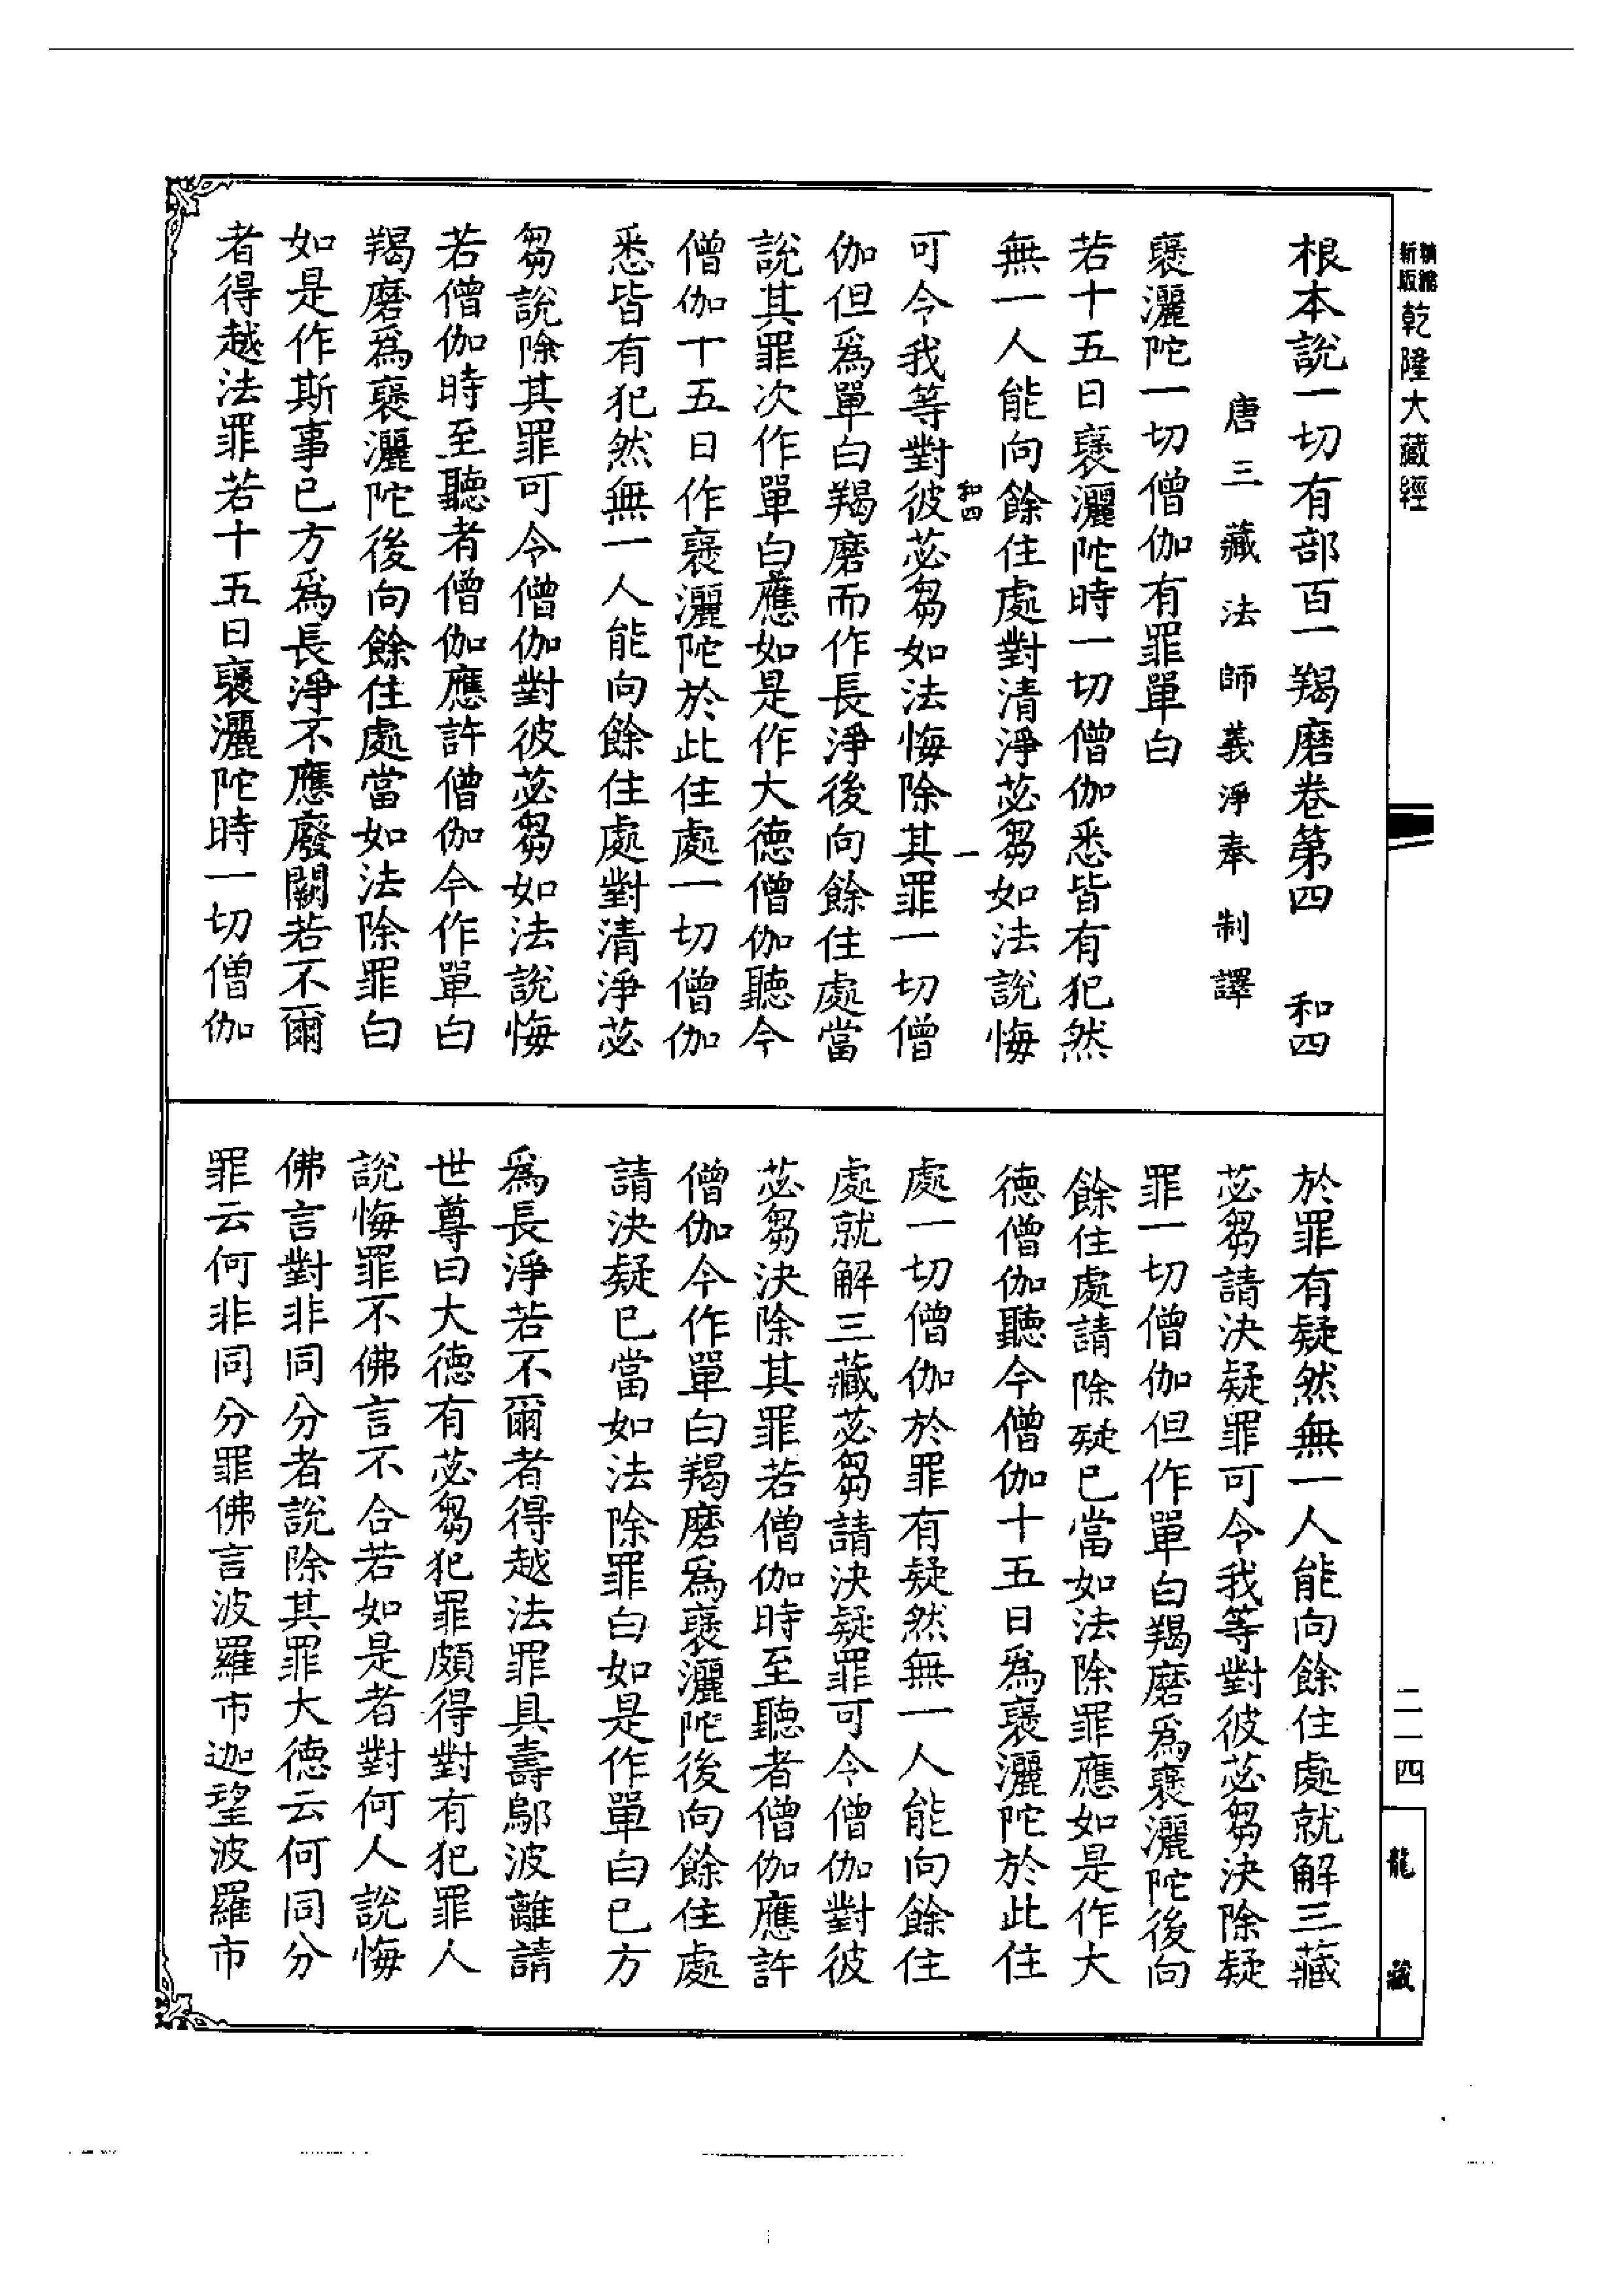 精縮新版乾隆大藏經
根本說一切有部百一羯磨卷第四 和四
唐三藏法師義淨奉 制譯
褒灑陀一切僧伽有罪單白
若十五日褒灑陀時一切僧伽悉皆有犯然
無一人能向餘住處對清淨苾芻如法說悔
和四 一
可令我等對彼苾芻如法悔除其罪一切僧
伽但爲單白羯磨而作長淨後向餘住處當
說其罪次作單白應如是作大德僧伽聽今
僧伽十五日作褒灑陀於此住處一切僧伽
悉皆有犯然無一人能向餘住處對清淨苾
芻說除其罪可令僧伽對彼苾芻如法說悔
若僧伽時至聽者僧伽應許僧伽今作單白
羯磨爲褒灑陀後向餘住處當如法除罪白
如是作斯事已方爲長淨不應廢闕若不爾
者得越法罪若十五日褒灑陀時一切僧伽
於罪有疑然無一人能向餘住處就解三藏
苾芻請決疑罪可令我等對彼苾芻決除疑
罪一切僧伽但作單白羯磨爲褒灑陀後向
餘住處請除疑已當如法除罪應如是作大
德僧伽聽今僧伽十五日爲褒灑陀於此住
處一切僧伽於罪有疑然無一人能向餘住
處就解三藏苾芻請決疑罪可令僧伽對彼
苾芻決除其罪若僧伽時至聽者僧伽應許
僧伽今作單白羯磨爲褒灑陀後向餘住處
請決疑已當如法除罪白如是作單白已方
爲長淨若不爾者得越法罪具壽鄔波離請
世尊曰大德有苾芻犯罪頗得對有犯罪人
說悔罪不佛言不合若如是者對何人說悔
佛言對非同分者說除其罪大德云何同分
罪云何非同分罪佛言波羅市迦望波羅市
二一四
龍藏